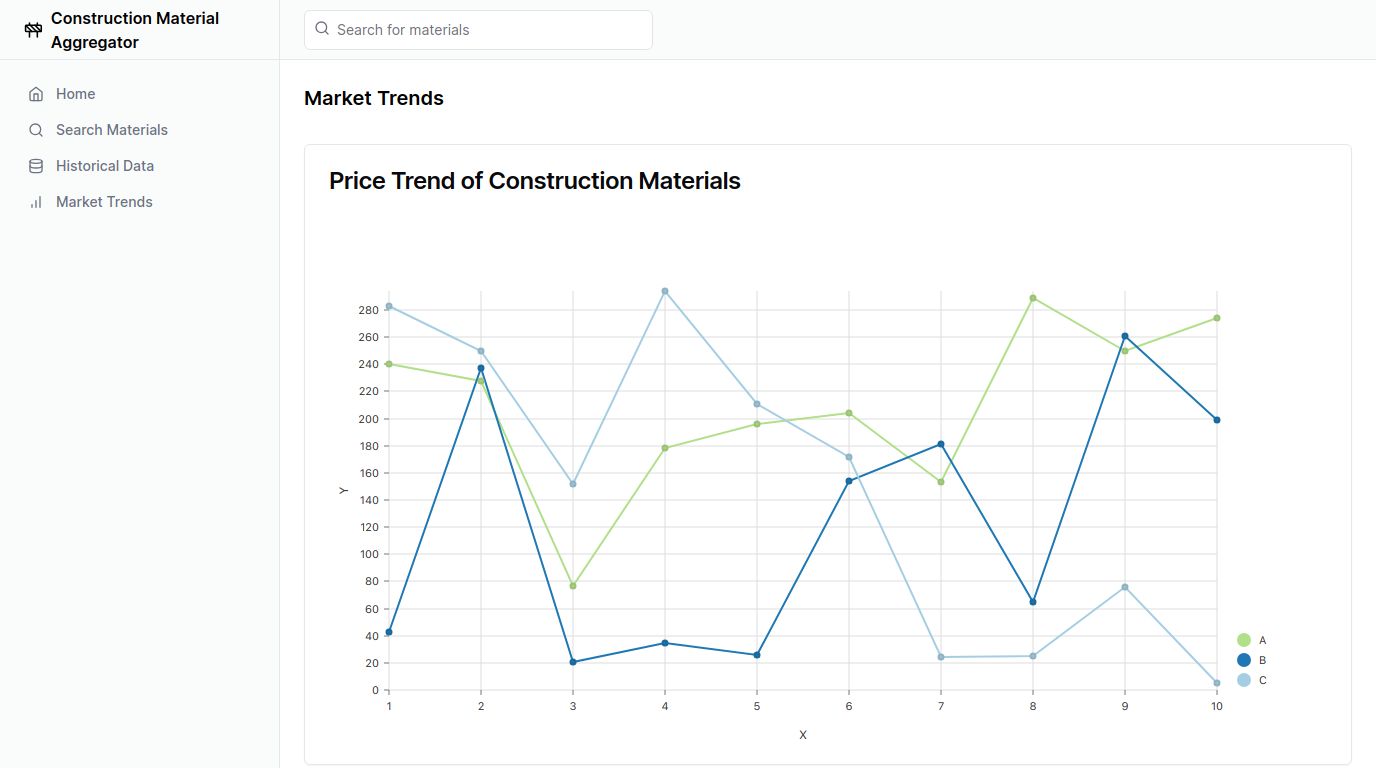 Construction Material
Aggregator
Search for materials
Home
Search Materials
Historical Data
Market Trends
Market Trends
Price Trend of Construction Materials
280
260
240
220
200
180
160
140
120
100
80
60
40
20
0
Y
1 2 3 4 5 6 7 8 9 10
X
A
B
C